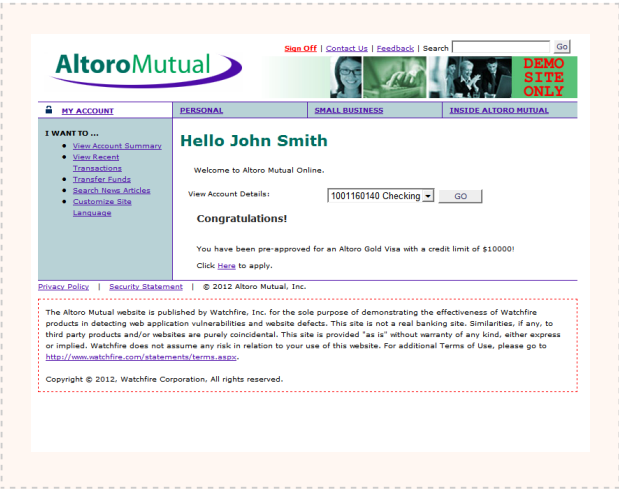 Sign Off | Contact Us | Feedback | Search Go
AltoroMutual
DEMO
SITE
ONLY
MY ACCOUNT PERSONAL SMALL BUSINESS INSIDE ALTORO MUTUAL
I WANT TO ...
View Account Summary
View Recent
Transactions
Transfer Funds
Search News Articles
Customize Site
Language
Hello John Smith
Welcome to Altoro Mutual Online.
View Account Details: 1001160140 Checking GO
Congratulations!
You have been pre-approved for an Altoro Gold Visa with a credit limit of $10000!
Click Here to apply.
Privacy Policy | Security Statement | © 2012 Altoro Mutual, Inc.
The Altoro Mutual website is published by Watchfire, Inc. for the sole purpose of demonstrating the effectiveness of Watchfire
products in detecting web application vulnerabilities and website defects. This site is not a real banking site. Similarities, if any, to
third party products and/or websites are purely coincidental. This site is provided "as is" without warranty of any kind, either express
or implied. Watchfire does not assume any risk in relation to your use of this website. For additional Terms of Use, please go to
http://www.watchfire.com/statements/terms.aspx.
Copyright © 2012, Watchfire Corporation, All rights reserved.